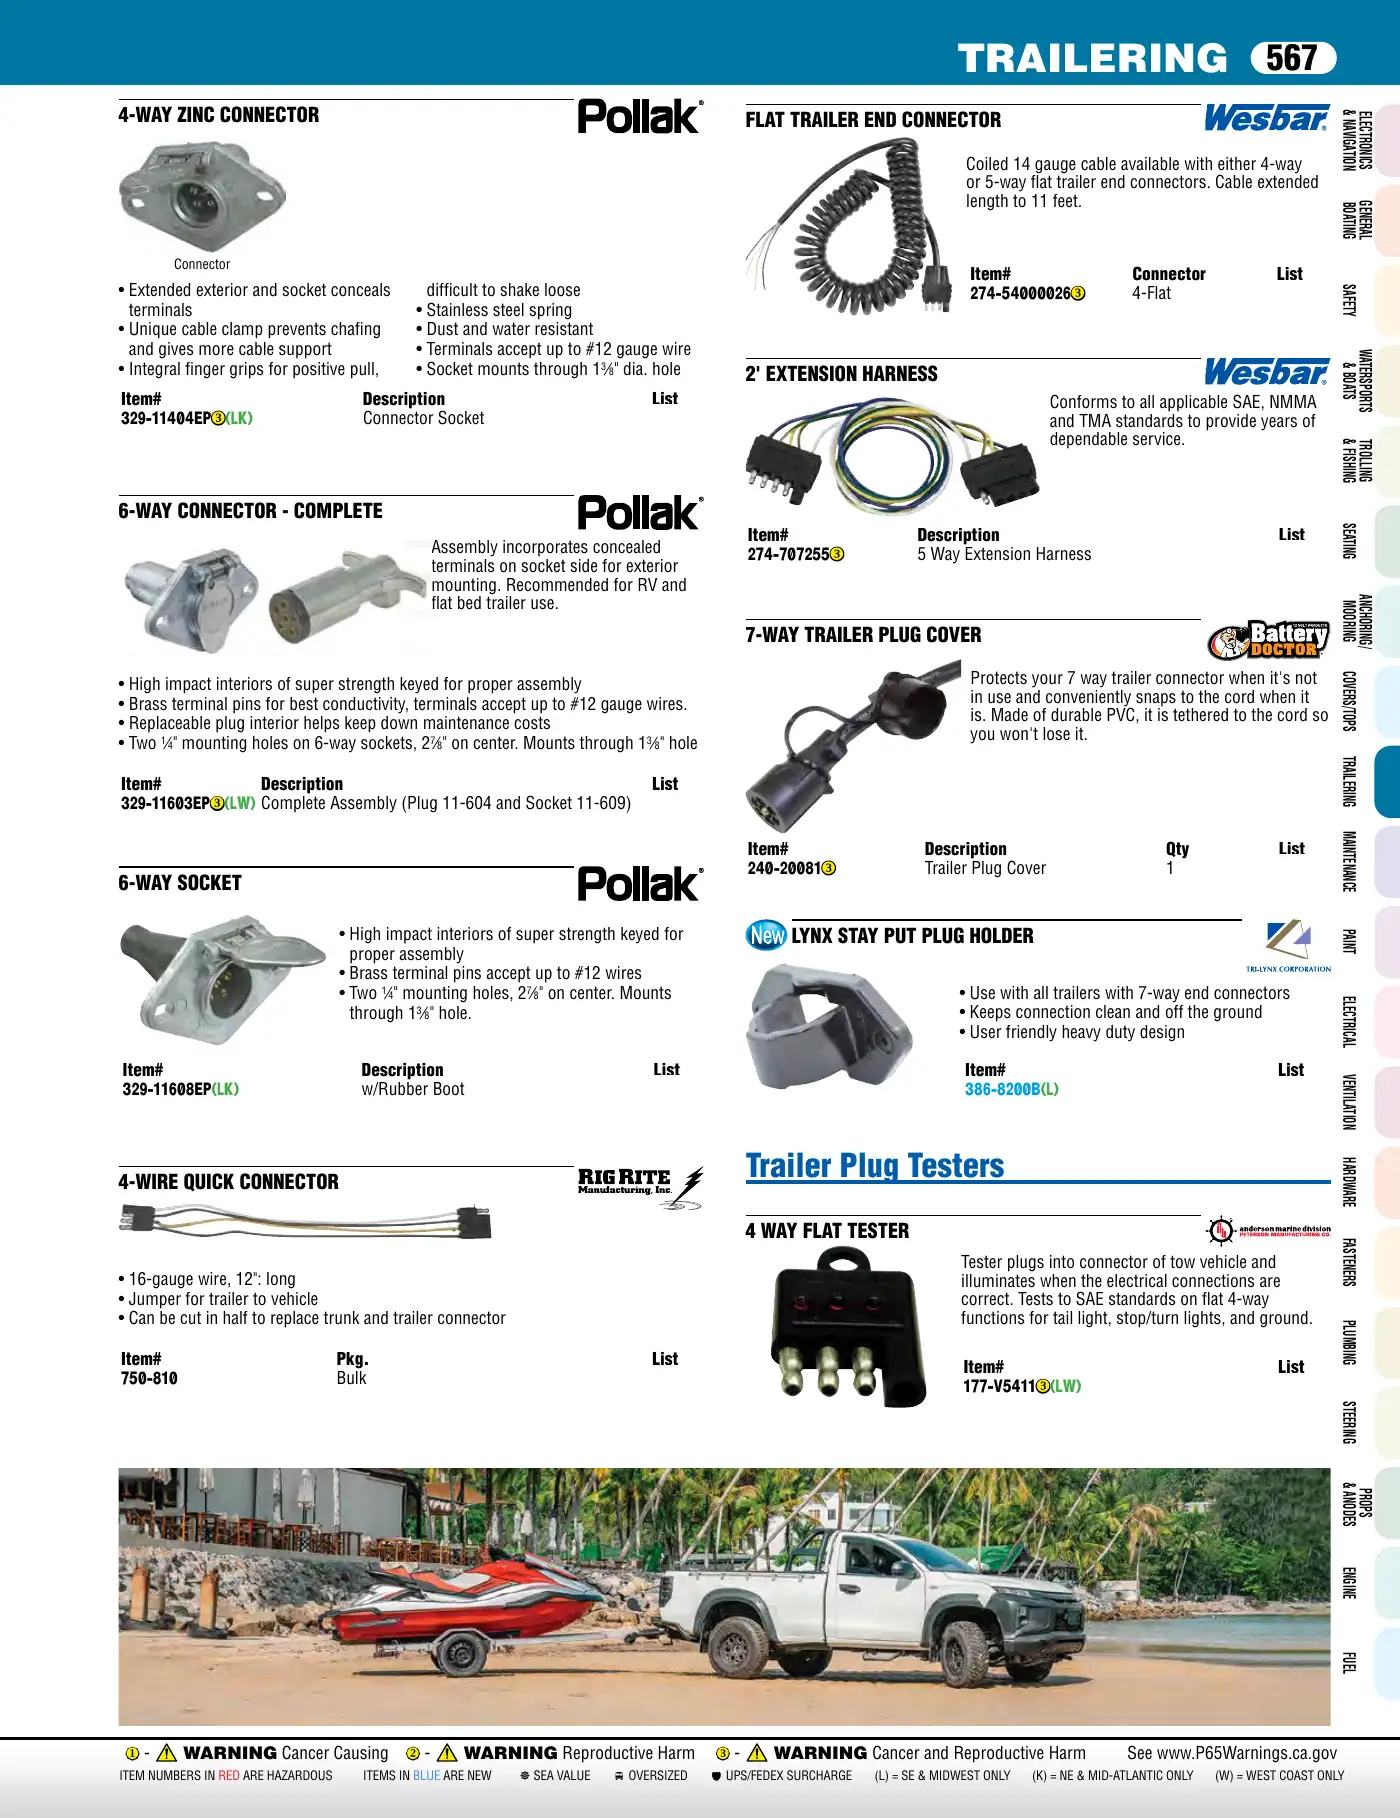 TRAILERING 567
4-WAY ZINC CONNECTOR
Pollak®
Connector
• Extended exterior and socket conceals
terminals
• Unique cable clamp prevents chafing
and gives more cable support
• Integral finger grips for positive pull,
difficult to shake loose
• Stainless steel spring
• Dust and water resistant
• Terminals accept up to #12 gauge wire
• Socket mounts through 1⅜" dia. hole
Item# Description List
329-11404EP3(LK) Connector Socket
6-WAY CONNECTOR - COMPLETE
Pollak®
Assembly incorporates concealed
terminals on socket side for exterior
mounting. Recommended for RV and
flat bed trailer use.
• High impact interiors of super strength keyed for proper assembly
• Brass terminal pins for best conductivity, terminals accept up to #12 gauge wires.
• Replaceable plug interior helps keep down maintenance costs
• Two ¼" mounting holes on 6-way sockets, 2⅞" on center. Mounts through 1⅜" hole
Item# Description List
329-11603EP3(LW) Complete Assembly (Plug 11-604 and Socket 11-609)
6-WAY SOCKET
Pollak®
• High impact interiors of super strength keyed for
proper assembly
• Brass terminal pins accept up to #12 wires
• Two ¼" mounting holes, 2⅞" on center. Mounts
through 1⅜" hole.
Item# Description List
329-11608EP(LK) w/Rubber Boot
4-WIRE QUICK CONNECTOR
RIG RITE
Manufacturing, Inc.
• 16-gauge wire, 12": long
• Jumper for trailer to vehicle
• Can be cut in half to replace trunk and trailer connector
Item# Pkg. List
750-810 Bulk
FLAT TRAILER END CONNECTOR
Wesbar®
Coiled 14 gauge cable available with either 4-way
or 5-way flat trailer end connectors. Cable extended
length to 11 feet.
Item# Connector List
274-540000263 4-Flat
2' EXTENSION HARNESS
Wesbar®
Conforms to all applicable SAE, NMMA
and TMA standards to provide years of
dependable service.
Item# Description List
274-7072553 5 Way Extension Harness
7-WAY TRAILER PLUG COVER
12 VOLT PRODUCTS
Battery
DOCTOR
Protects your 7 way trailer connector when it's not
in use and conveniently snaps to the cord when it
is. Made of durable PVC, it is tethered to the cord so
you won't lose it.
Item# Description Qty List
240-200813 Trailer Plug Cover 1
New LYNX STAY PUT PLUG HOLDER
TRI-LYNX CORPORATION
• Use with all trailers with 7-way end connectors
• Keeps connection clean and off the ground
• User friendly heavy duty design
Item# List
386-8200B(L)
Trailer Plug Testers
4 WAY FLAT TESTER
anderson marine division
PETERSON MANUFACTURING CO.
Tester plugs into connector of tow vehicle and
illuminates when the electrical connections are
correct. Tests to SAE standards on flat 4-way
functions for tail light, stop/turn lights, and ground.
Item# List
177-V54113(LW)
ELECTRONICS
& NAVIGATION
GENERAL
BOATING
SAFETY
WATERSPORTS
& BOATS
TROLLING
& FISHING
SEATING
ANCHORING/
MOORING
COVERS/TOPS
TRAILERING
MAINTENANCE
PAINT
ELECTRICAL
VENTILATION
HARDWARE
FASTENERS
PLUMBING
STEERING
PROPS
& ANODES
ENGINE
FUEL
1 - WARNING Cancer Causing 2 - WARNING Reproductive Harm 3 - WARNING Cancer and Reproductive Harm See www.P65Warnings.ca.gov
ITEM NUMBERS IN RED ARE HAZARDOUS ITEMS IN BLUE ARE NEW SEA VALUE OVERSIZED UPS/FEDEX SURCHARGE (L) = SE & MIDWEST ONLY (K) = NE & MID-ATLANTIC ONLY (W) = WEST COAST ONLY